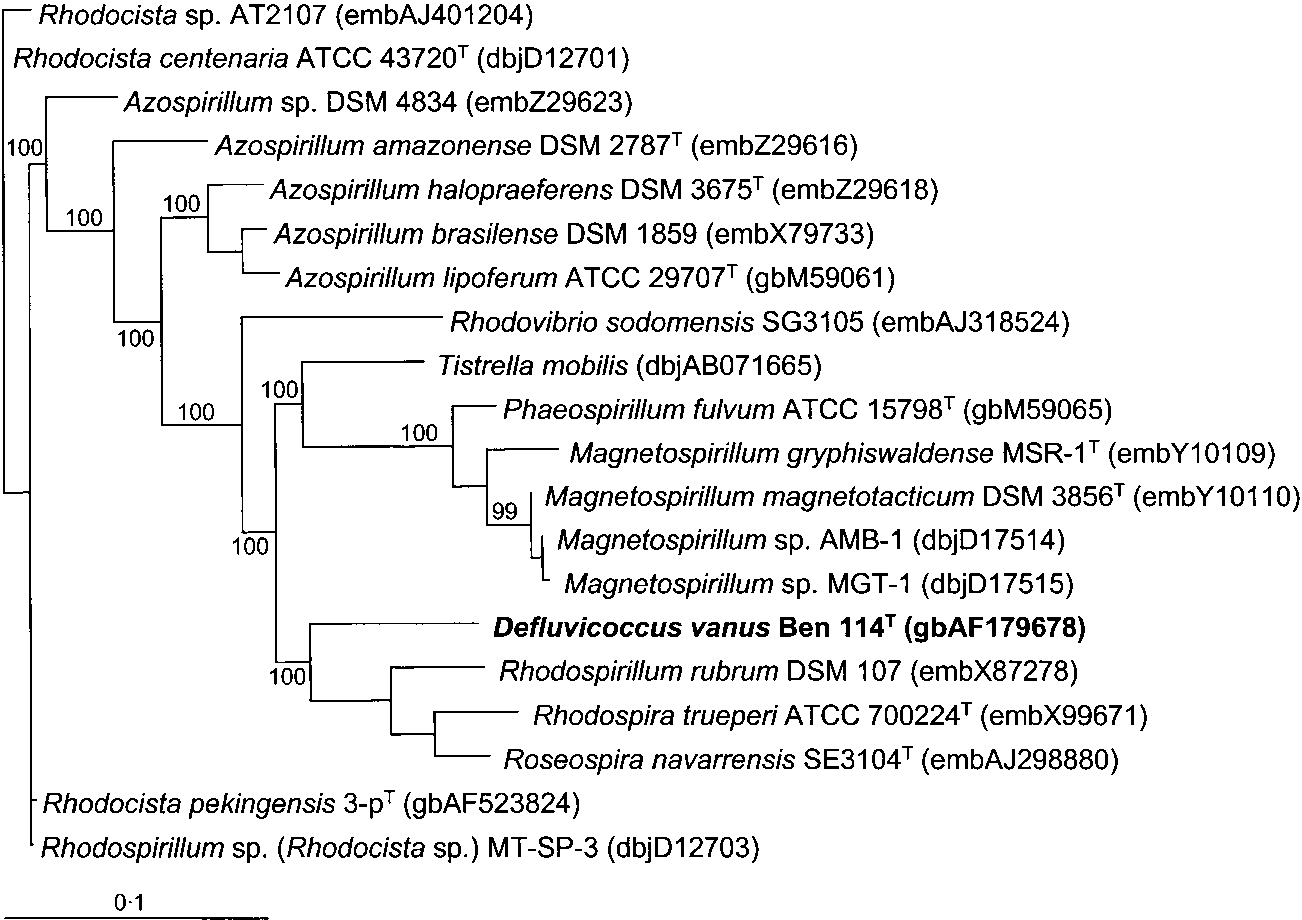 Rhodocista sp. AT2107 (embAJ401204)
Rhodocista centenaria ATCC 43720ᵀ (dbjD12701)
Azospirillum sp. DSM 4834 (embZ29623)
100
Azospirillum amazonense DSM 2787ᵀ (embZ29616)
Azospirillum halopraeferens DSM 3675ᵀ (embZ29618)
100
100
Azospirillum brasilense DSM 1859 (embX79733)
Azospirillum lipoferum ATCC 29707ᵀ (gbM59061)
Rhodovibrio sodomensis SG3105 (embAJ318524)
100
Tistrella mobilis (dbjAB071665)
100
Phaeospirillum fulvum ATCC 15798ᵀ (gbM59065)
100
100
Magnetospirillum gryphiswaldense MSR-1ᵀ (embY10109)
Magnetospirillum magnetotacticum DSM 3856ᵀ (embY10110)
99
Magnetospirillum sp. AMB-1 (dbjD17514)
100
Magnetospirillum sp. MGT-1 (dbjD17515)
Defluvicoccus vanus Ben 114ᵀ (gbAF179678)
Rhodospirillum rubrum DSM 107 (embX87278)
100
Rhodospira trueperi ATCC 700224ᵀ (embX99671)
Roseospira navarrensis SE3104ᵀ (embAJ298880)
Rhodocista pekingensis 3-pᵀ (gbAF523824)
Rhodospirillum sp. (Rhodocista sp.) MT-SP-3 (dbjD12703)
0·1